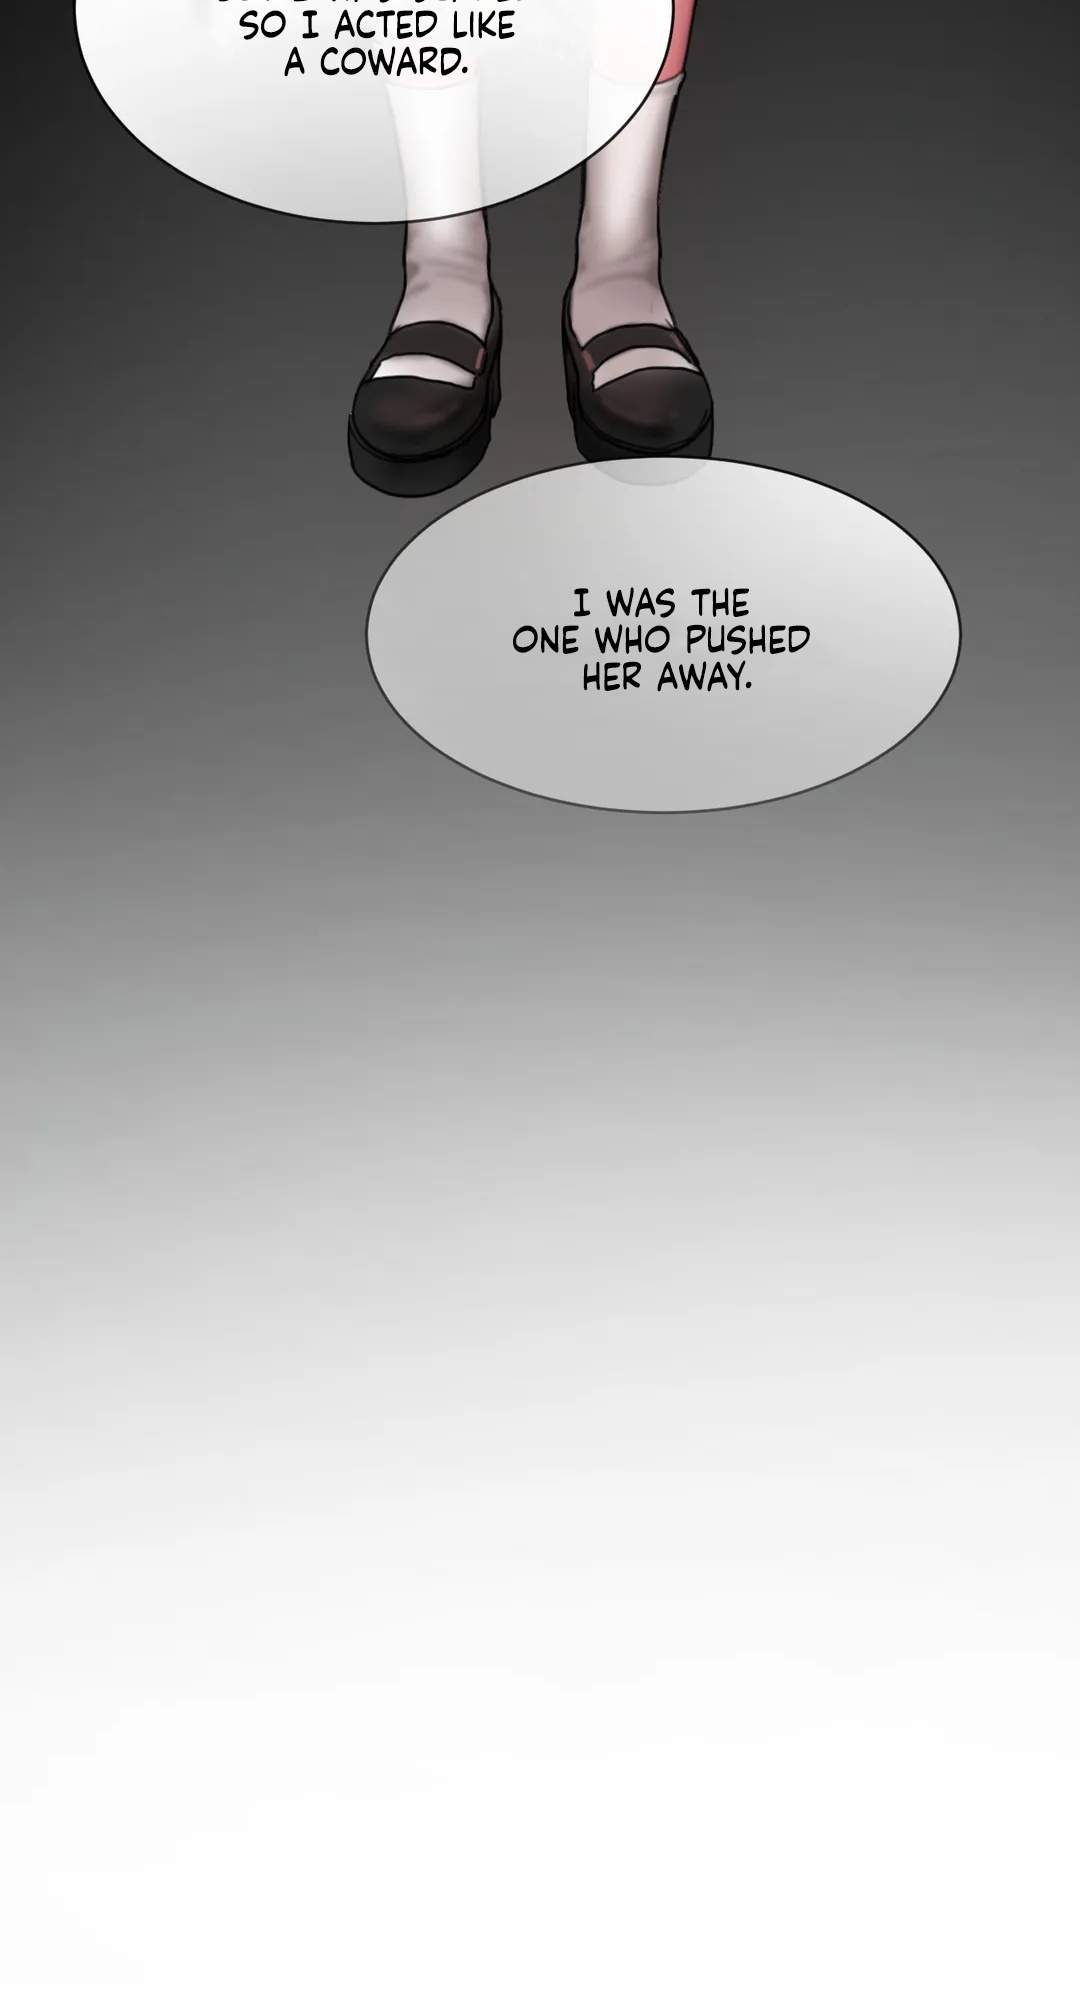 SO I ACTED LIKE
A COWARD.
I WAS THE
ONE WHO PUSHED
HER AWAY.